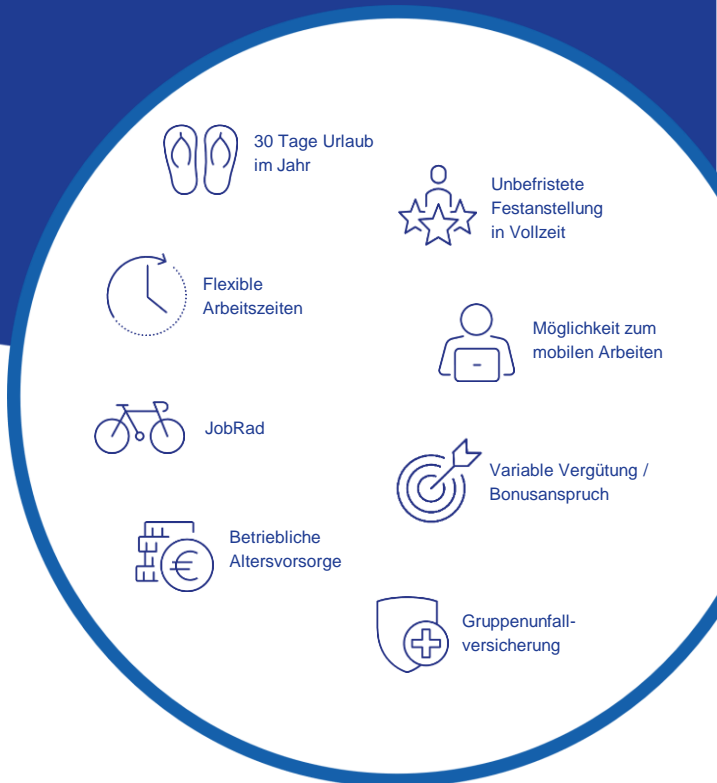 30 Tage Urlaub
im Jahr
Unbefristete
Festanstellung
in Vollzeit
Flexible
Arbeitszeiten
Möglichkeit zum
mobilen Arbeiten
JobRad
Variable Vergütung /
Bonusanspruch
Betriebliche
Altersvorsorge
Gruppenunfall-
versicherung